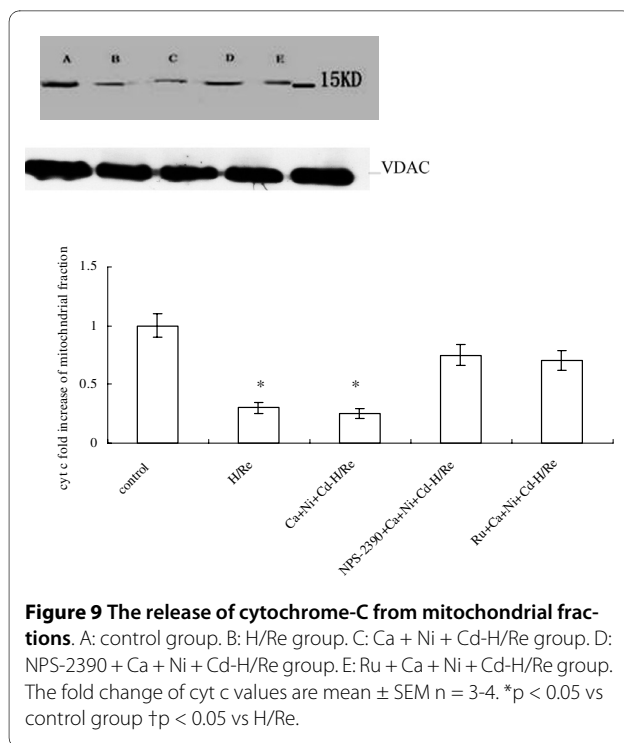 A B C D E
15KD
VDAC
cyt c fold increase of mitochndrial fraction
1.5
1
0.5
0
* *
control
H/Re
Ca+Ni+Cd-H/Re
NPS-2390+Ca+Ni+Cd-H/Re
Ru+Ca+Ni+Cd-H/Re
Figure 9 The release of cytochrome-C from mitochondrial frac-
tions. A: control group. B: H/Re group. C: Ca + Ni + Cd-H/Re group. D:
NPS-2390 + Ca + Ni + Cd-H/Re group. E: Ru + Ca + Ni + Cd-H/Re group.
The fold change of cyt c values are mean ± SEM n = 3-4. *p < 0.05 vs
control group †p < 0.05 vs H/Re.